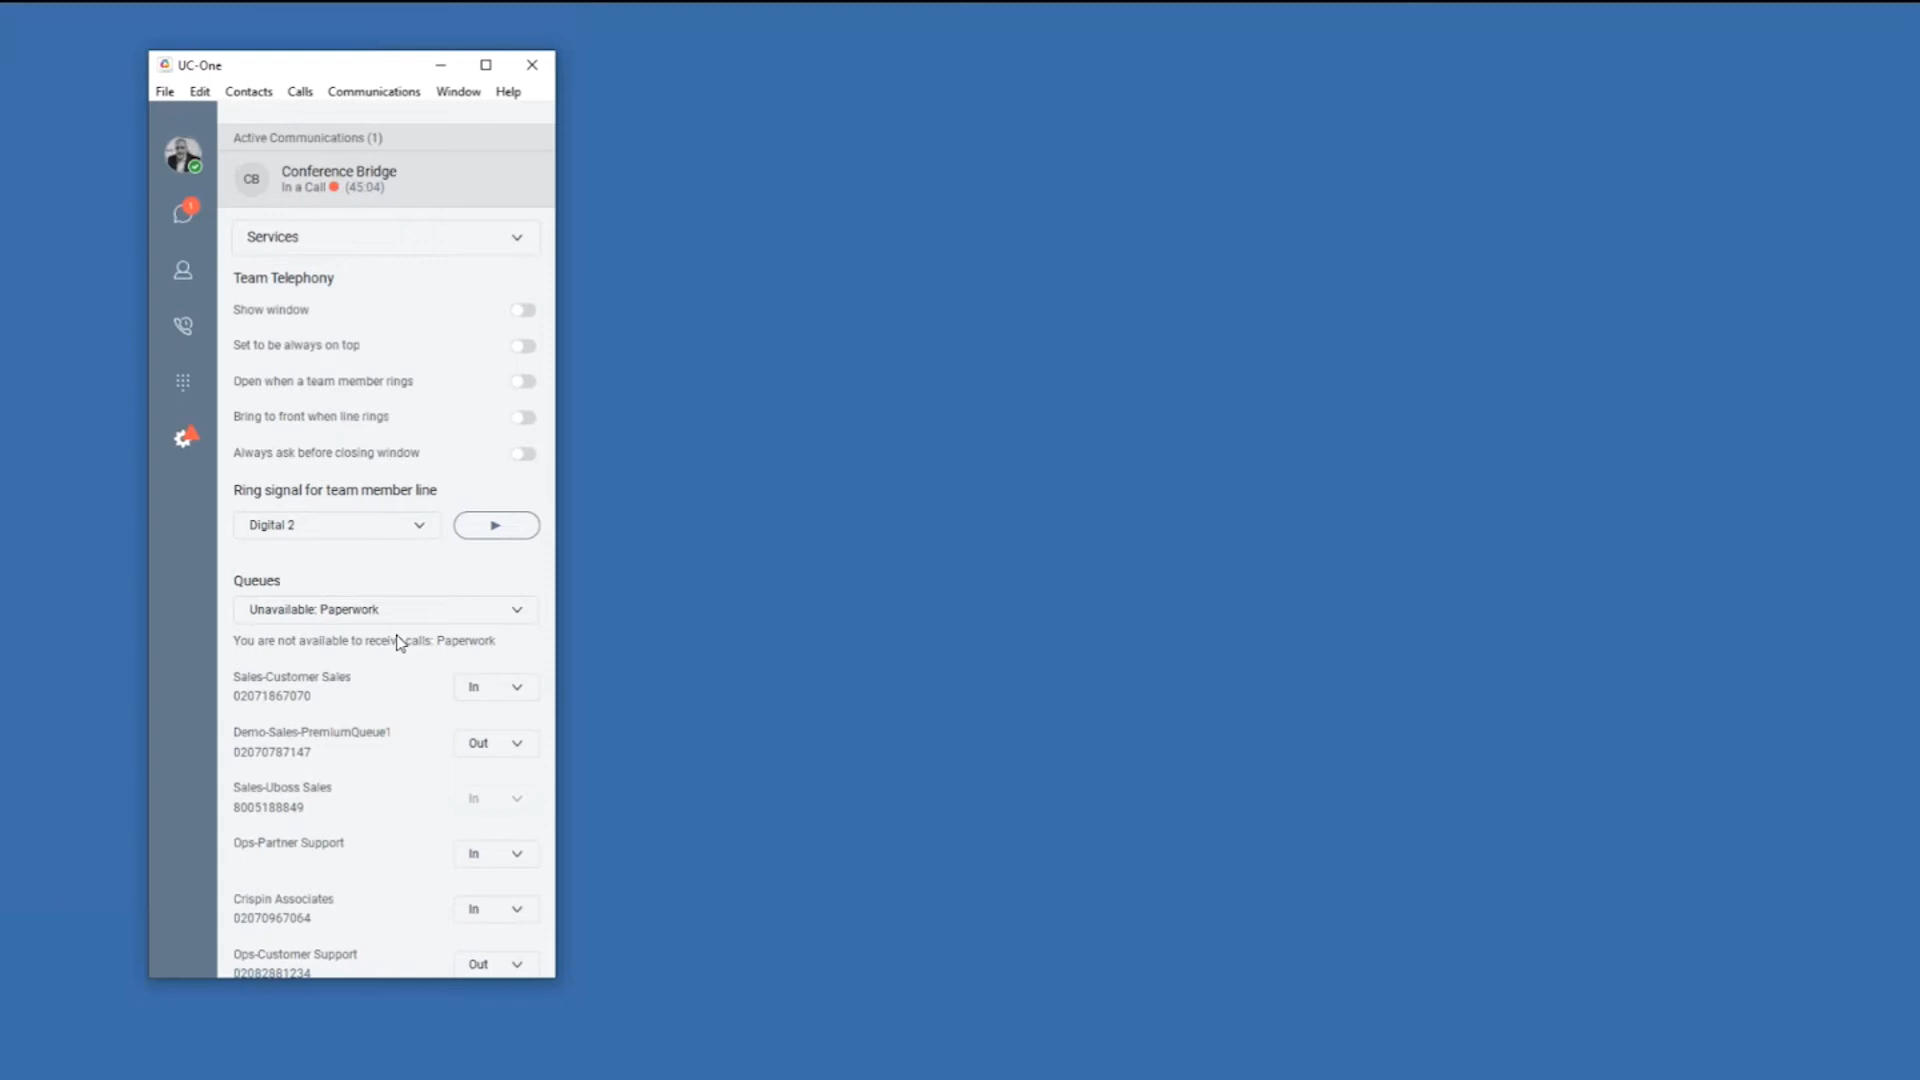 UC-One
File Edit Contacts Calls Communications Window Help
Active Communications (1)
CB
Conference Bridge
In a Call (45:04)
1
Services
Team Telephony
Show window
Set to be always on top
Open when a team member rings
Bring to front when line rings
Always ask before closing window
Ring signal for team member line
Digital 2
Queues
Unavailable: Paperwork
You are not available to receive calls: Paperwork
Sales-Customer Sales
02071867070
In
Demo-Sales-PremiumQueue1
02070787147
Out
Sales-Uboss Sales
8005188849
In
Ops-Partner Support
In
Crispin Associates
02070967064
In
Ops-Customer Support
02082881234
Out